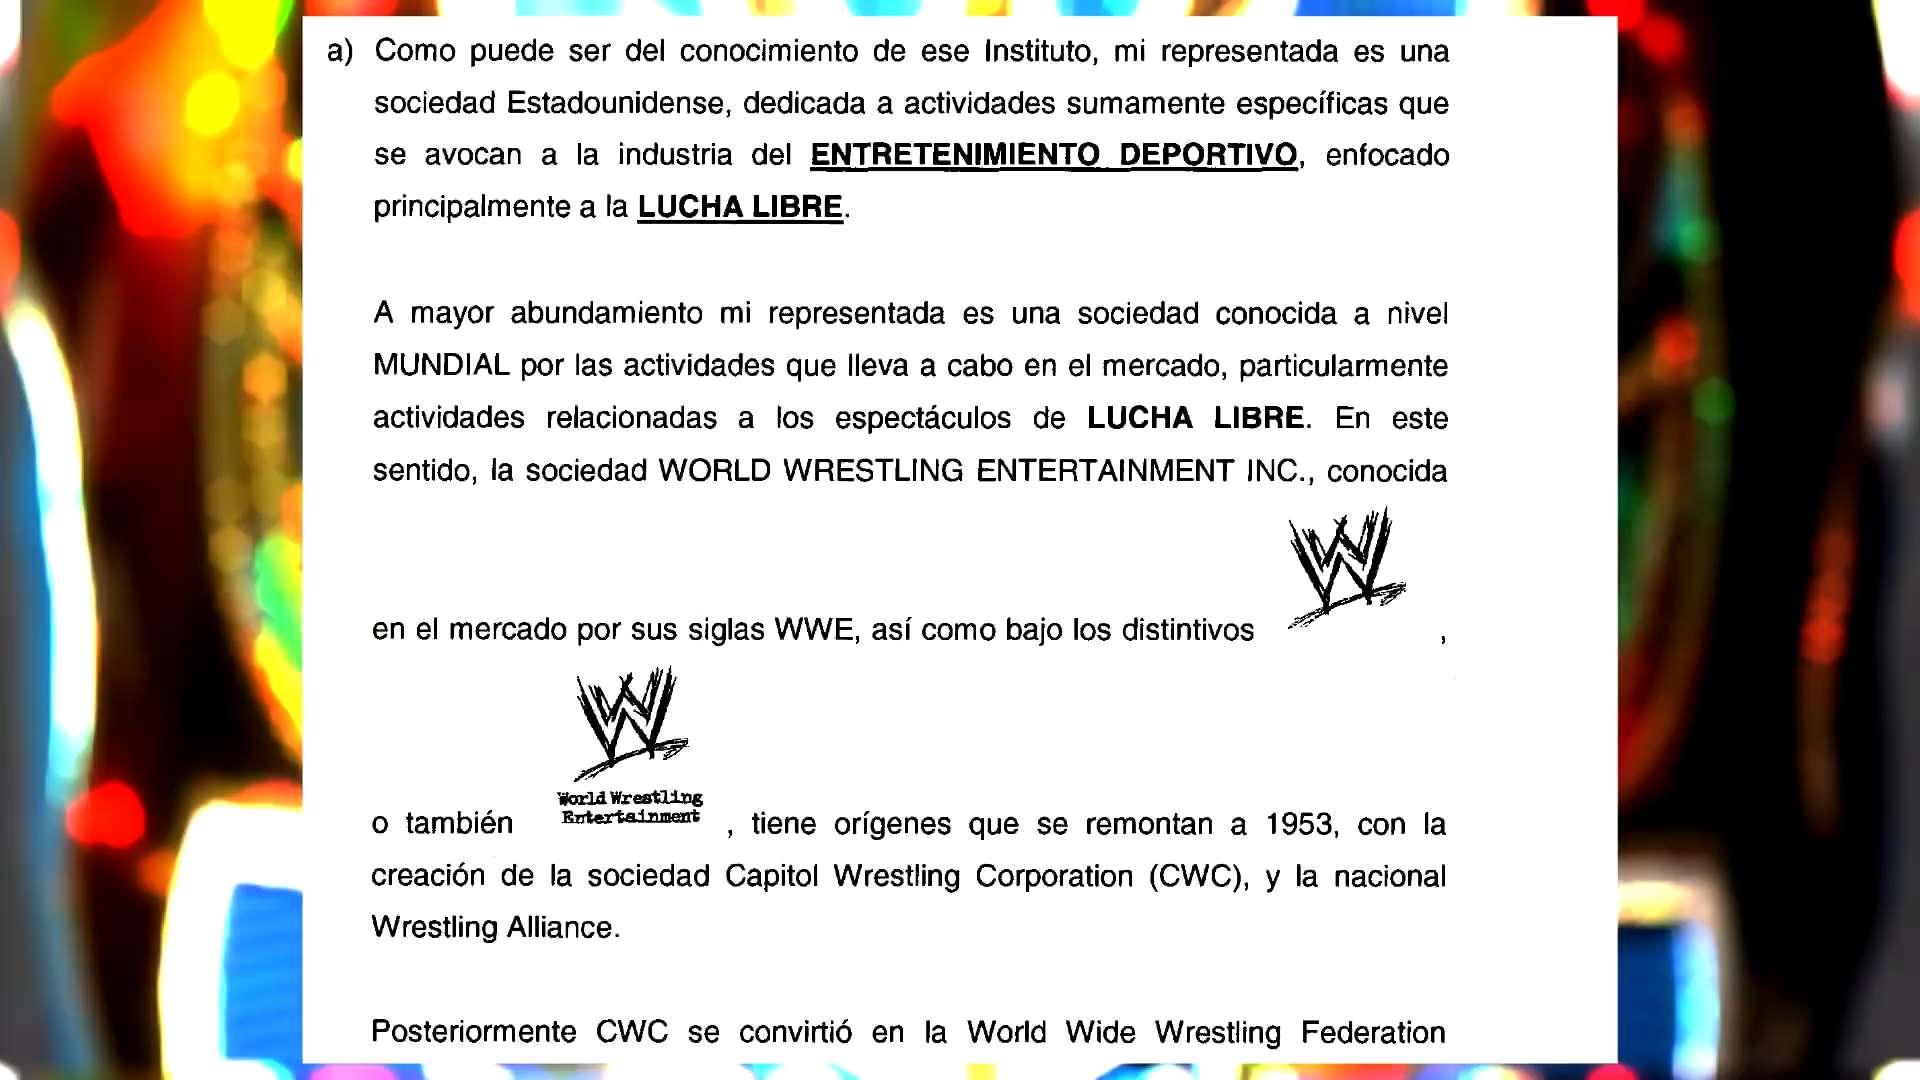 a) Como puede ser del conocimiento de ese Instituto, mi representada es una
sociedad Estadounidense, dedicada a actividades sumamente específicas que
se avocan a la industria del ENTRETENIMIENTO DEPORTIVO, enfocado
principalmente a la LUCHA LIBRE.
A mayor abundamiento mi representada es una sociedad conocida a nivel
MUNDIAL por las actividades que lleva a cabo en el mercado, particularmente
actividades relacionadas a los espectáculos de LUCHA LIBRE. En este
sentido, la sociedad WORLD WRESTLING ENTERTAINMENT INC., conocida
en el mercado por sus siglas WWE, así como bajo los distintivos W,
W
World Wrestling
Entertainment
o también , tiene orígenes que se remontan a 1953, con la
creación de la sociedad Capitol Wrestling Corporation (CWC), y la nacional
Wrestling Alliance.
Posteriormente CWC se convirtió en la World Wide Wrestling Federation